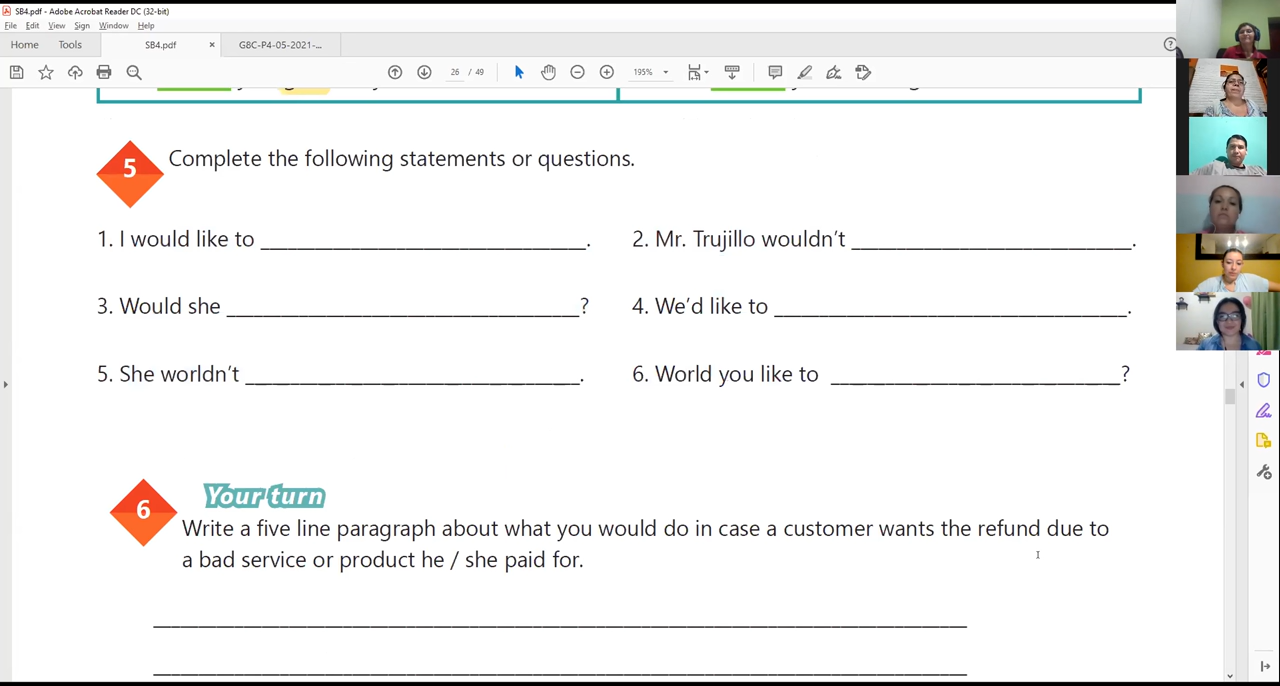 SB4.pdf - Adobe Acrobat Reader DC (32-bit)
File Edit View Sign Window Help
Home Tools SB4.pdf × G8C-P4-05-2021-... ?
26 / 49 195%
5 Complete the following statements or questions.
1. I would like to ______________________________. 2. Mr. Trujillo wouldn't __________________________.
3. Would she _________________________________? 4. We'd like to _________________________________.
5. She worldn't _______________________________. 6. World you like to ___________________________?
6 Your turn
Write a five line paragraph about what you would do in case a customer wants the refund due to
a bad service or product he / she paid for.